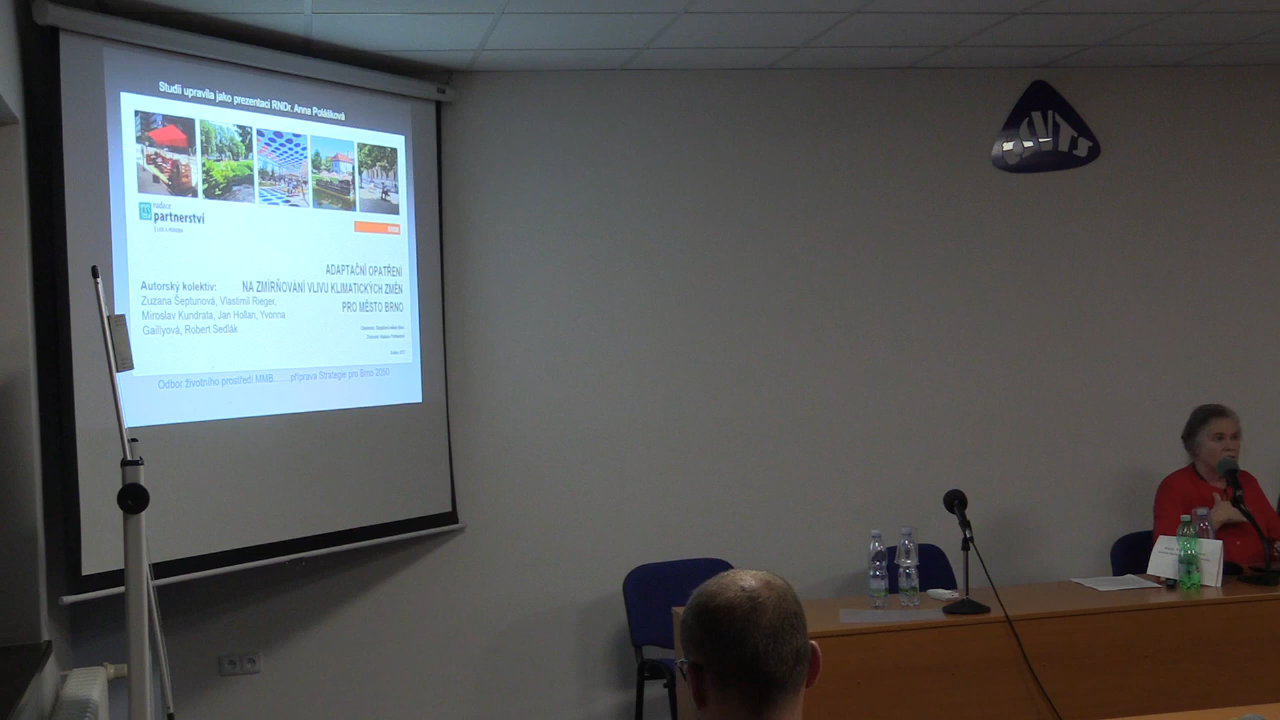 Studii upravila jako prezentaci RNDr. Anna Polášková
nadace
partnerství
ADAPTAČNÍ OPATŘENÍ
NA ZMÍRŇOVÁNÍ VLIVU KLIMATICKÝCH ZMĚN
PRO MĚSTO BRNO
Autorský kolektiv:
Zuzana Šeptunová, Vlastimil Rieger,
Miroslav Kundrata, Jan Hollan, Yvonna
Gaillyová, Robert Sedlák
Odbor životního prostředí MMB.......příprava Strategie pro Brno 2050
ČSVTS